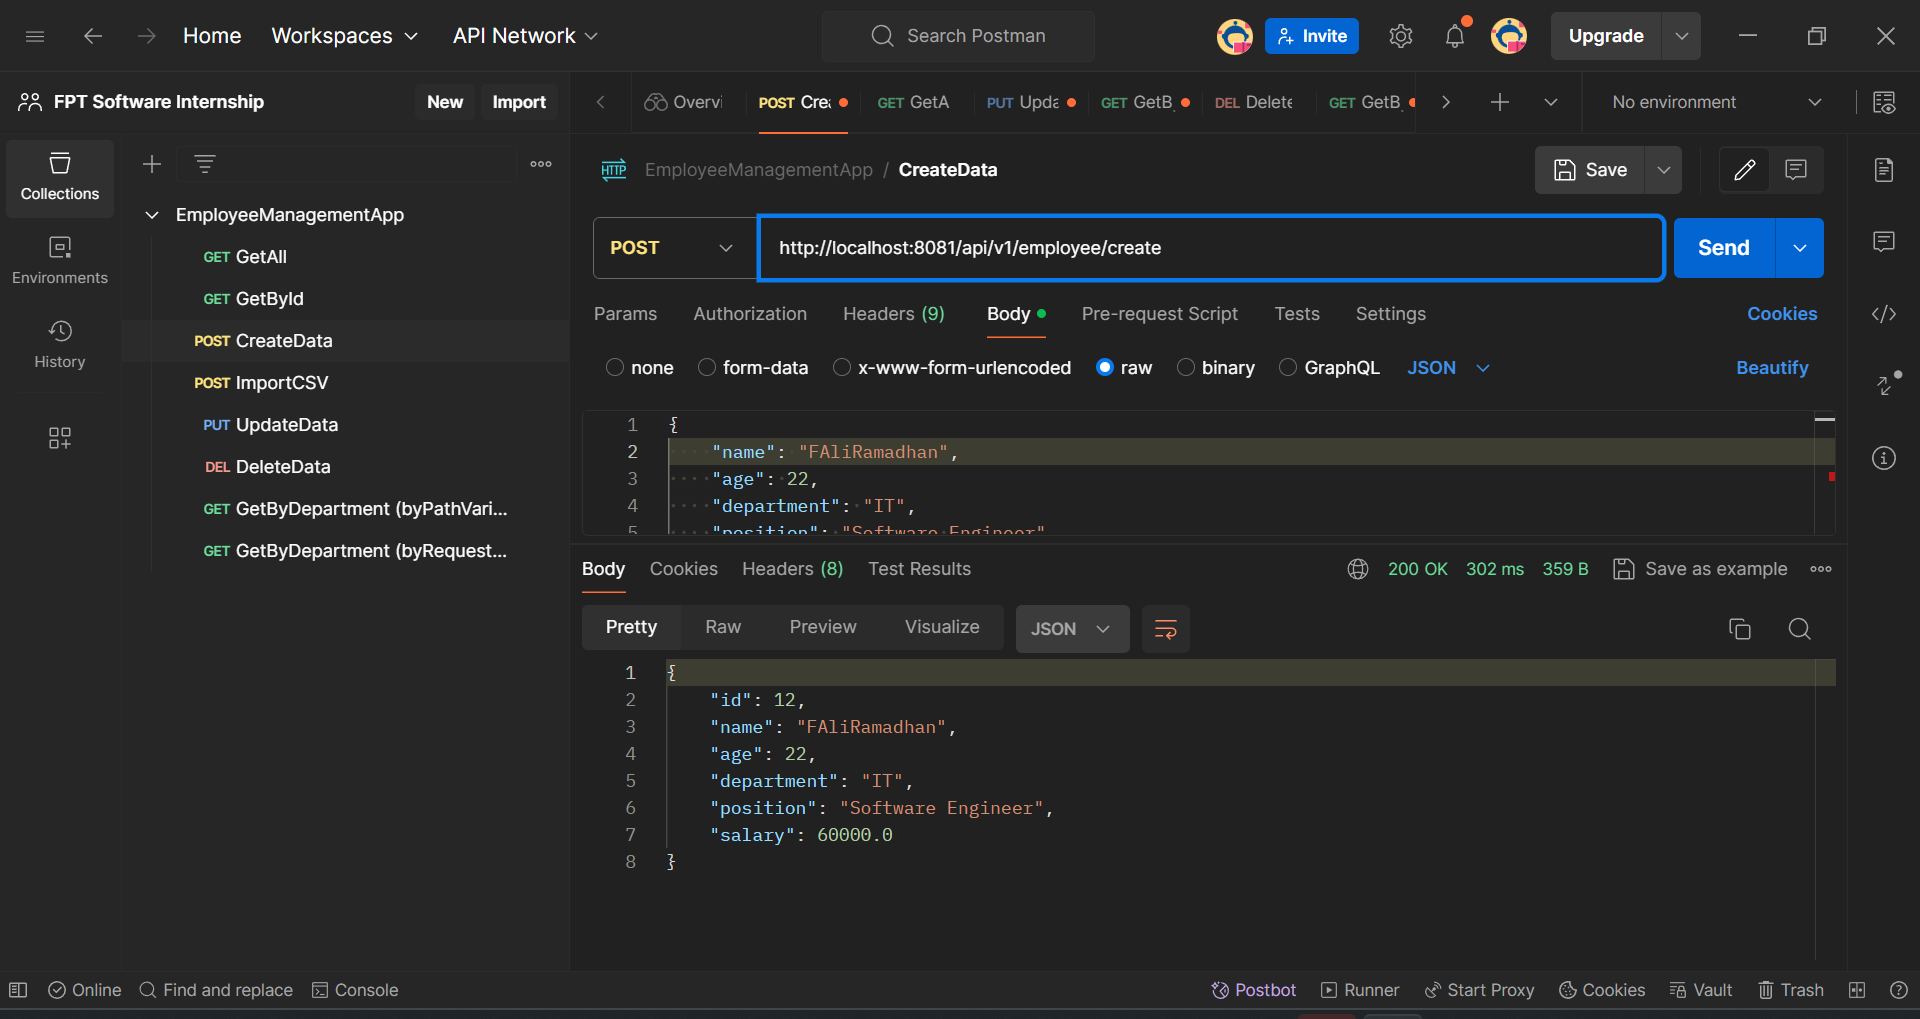 Home Workspaces API Network Search Postman Invite Upgrade
FPT Software Internship New Import
Overvi POST Crea GET GetA PUT Upda GET GetB DEL Delete GET GetB No environment
Collections
Environments
History
EmployeeManagementApp
GET GetAll
GET GetById
POST CreateData
POST ImportCSV
PUT UpdateData
DEL DeleteData
GET GetByDepartment (byPathVari...
GET GetByDepartment (byRequest...
HTTP EmployeeManagementApp / CreateData Save
POST http://localhost:8081/api/v1/employee/create Send
Params Authorization Headers (9) Body Pre-request Script Tests Settings Cookies
none form-data x-www-form-urlencoded raw binary GraphQL JSON Beautify
1 {
2 "name": "FAliRamadhan",
3 "age": 22,
4 "department": "IT",
5 "position": "Software Engineer"
Body Cookies Headers (8) Test Results 200 OK 302 ms 359 B Save as example
Pretty Raw Preview Visualize JSON
1 {
2 "id": 12,
3 "name": "FAliRamadhan",
4 "age": 22,
5 "department": "IT",
6 "position": "Software Engineer",
7 "salary": 60000.0
8 }
Online Find and replace Console Postbot Runner Start Proxy Cookies Vault Trash